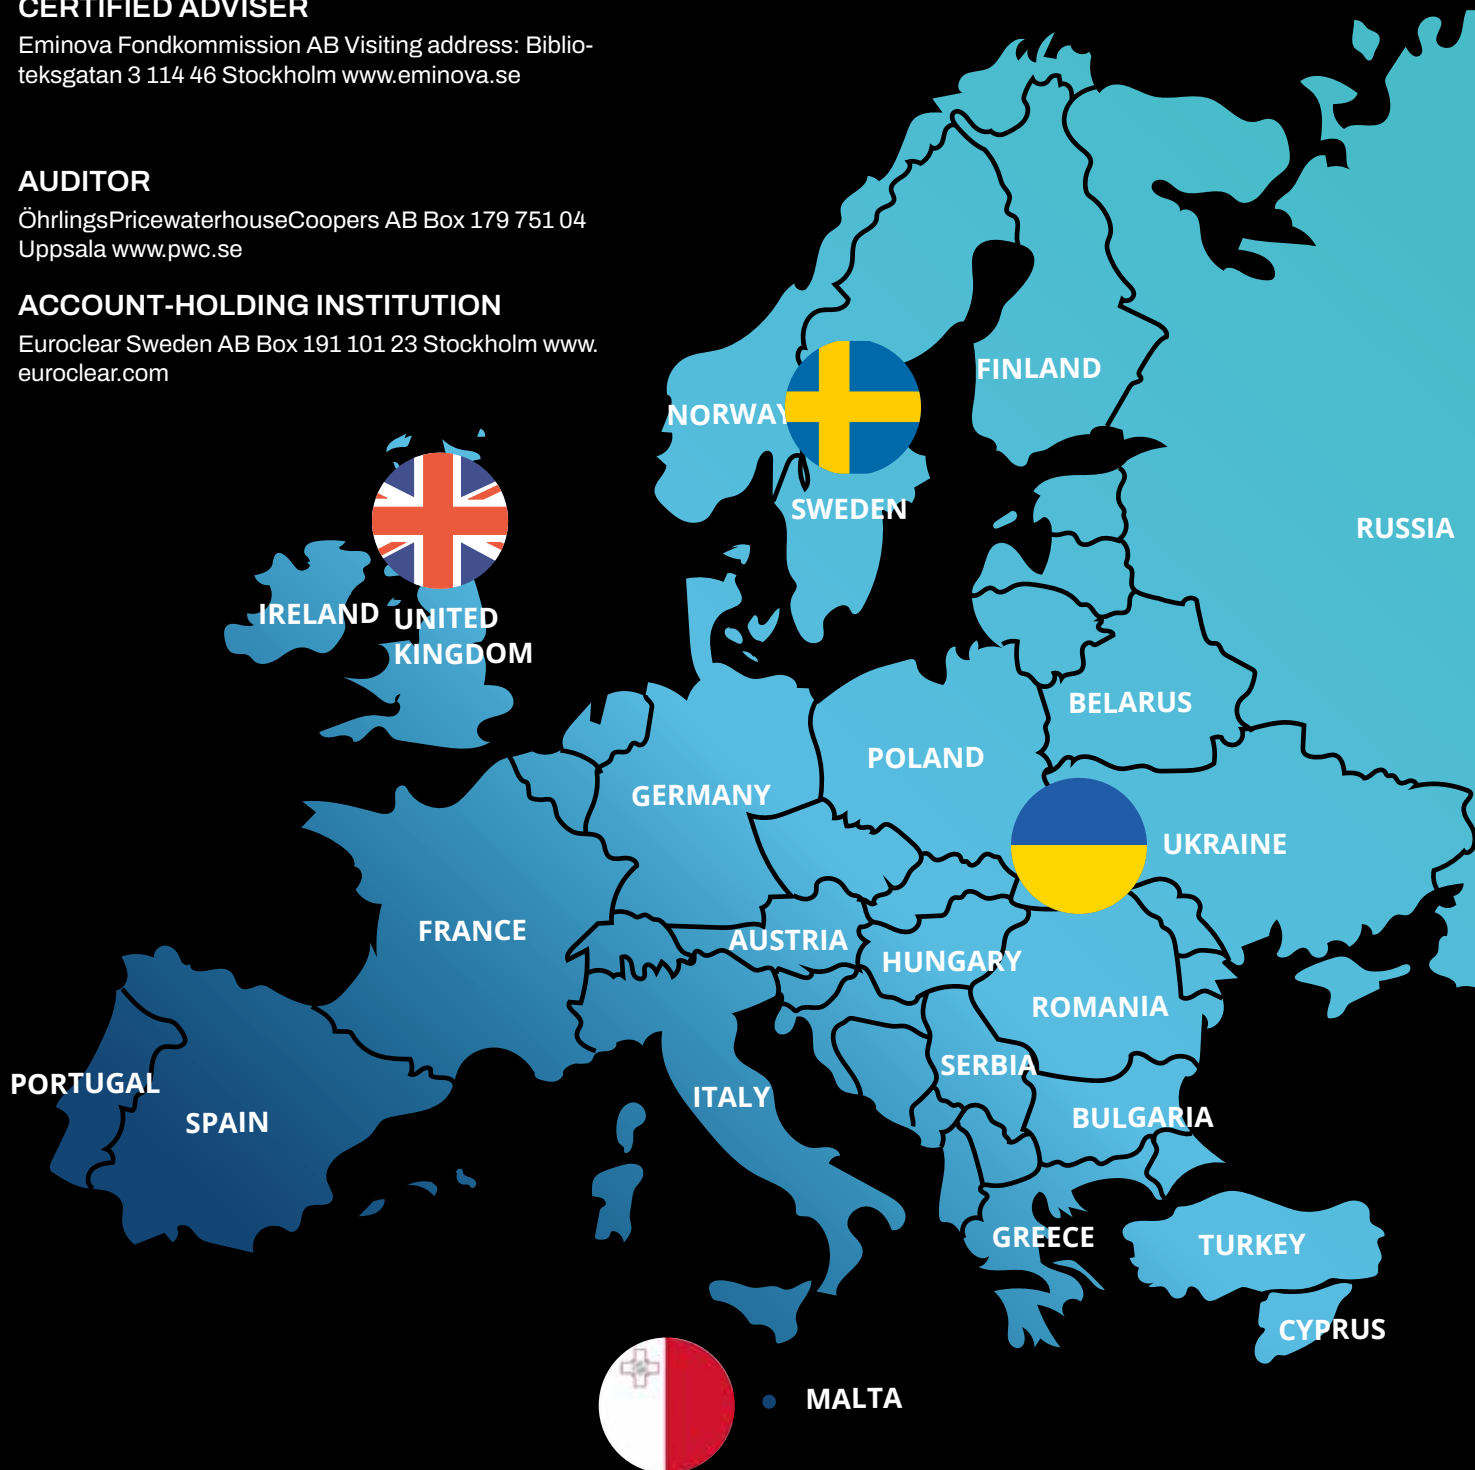 CERTIFIED ADVISER
Eminova Fondkommission AB Visiting address: Biblio-
teksgatan 3 114 46 Stockholm www.eminova.se
AUDITOR
ÖhrlingsPricewaterhouseCoopers AB Box 179 751 04
Uppsala www.pwc.se
ACCOUNT-HOLDING INSTITUTION
Euroclear Sweden AB Box 191 101 23 Stockholm www.
euroclear.com
FINLAND
NORWAY
SWEDEN
RUSSIA
IRELAND
UNITED
KINGDOM
BELARUS
POLAND
GERMANY
UKRAINE
FRANCE
AUSTRIA
HUNGARY
ROMANIA
SERBIA
PORTUGAL
ITALY
SPAIN
BULGARIA
GREECE
TURKEY
CYPRUS
MALTA